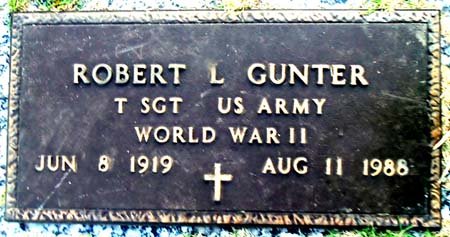 ROBERT L GUNTER
T SGT US ARMY
WORLD WAR II
JUN 8 1919 AUG 11 1988